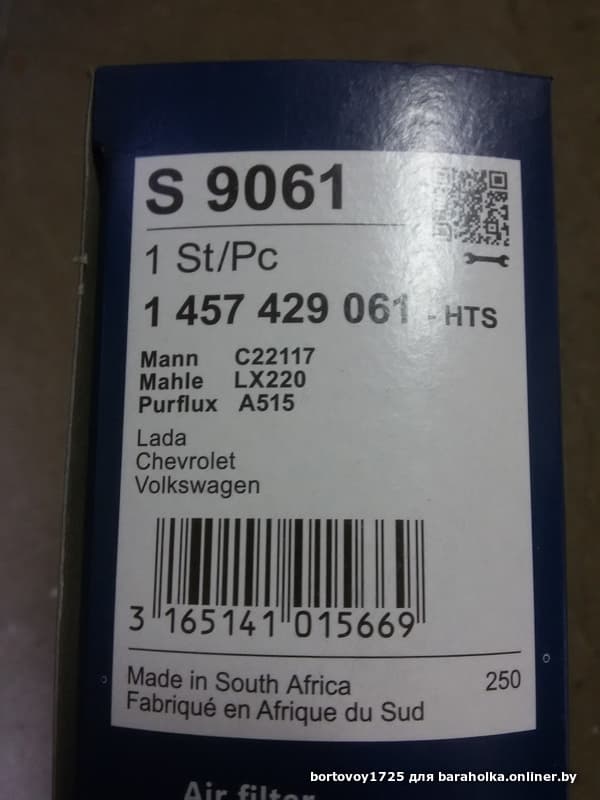 S 9061
1 St/Pc
1 457 429 061 - HTS
Mann C22117
Mahle LX220
Purflux A515
Lada
Chevrolet
Volkswagen
3 165141 015669
Made in South Africa 250
Fabriqué en Afrique du Sud
Air filter
bortovoy1725 для baraholka.onliner.by